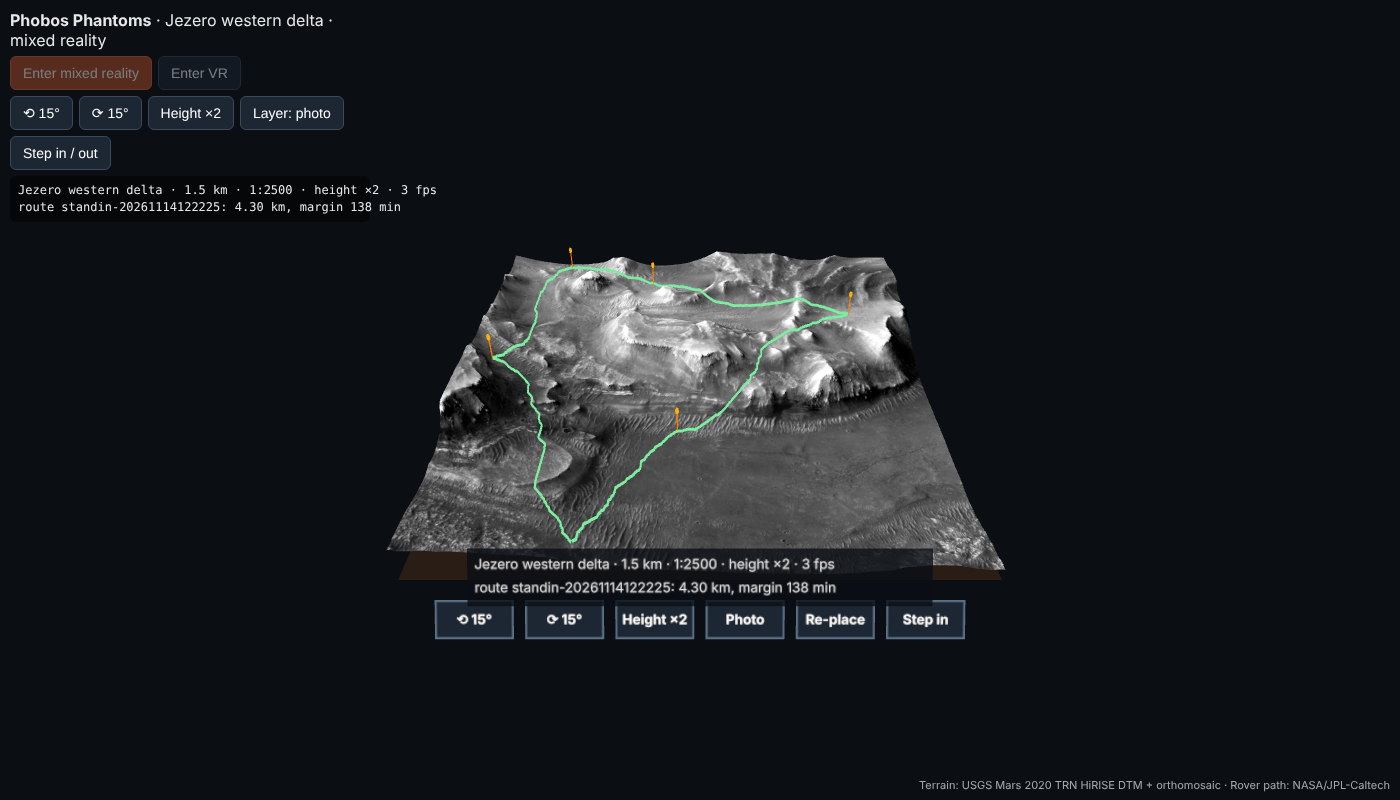 Phobos Phantoms · Jezero western delta ·
mixed reality
Enter mixed reality Enter VR
⟲ 15° ⟳ 15° Height ×2 Layer: photo
Step in / out
Jezero western delta · 1.5 km · 1:2500 · height ×2 · 3 fps
route standin-20261114122225: 4.30 km, margin 138 min
Jezero western delta · 1.5 km · 1:2500 · height ×2 · 3 fps
route standin-20261114122225: 4.30 km, margin 138 min
⟲ 15° ⟳ 15° Height ×2 Photo Re-place Step in
Terrain: USGS Mars 2020 TRN HiRISE DTM + orthomosaic · Rover path: NASA/JPL-Caltech